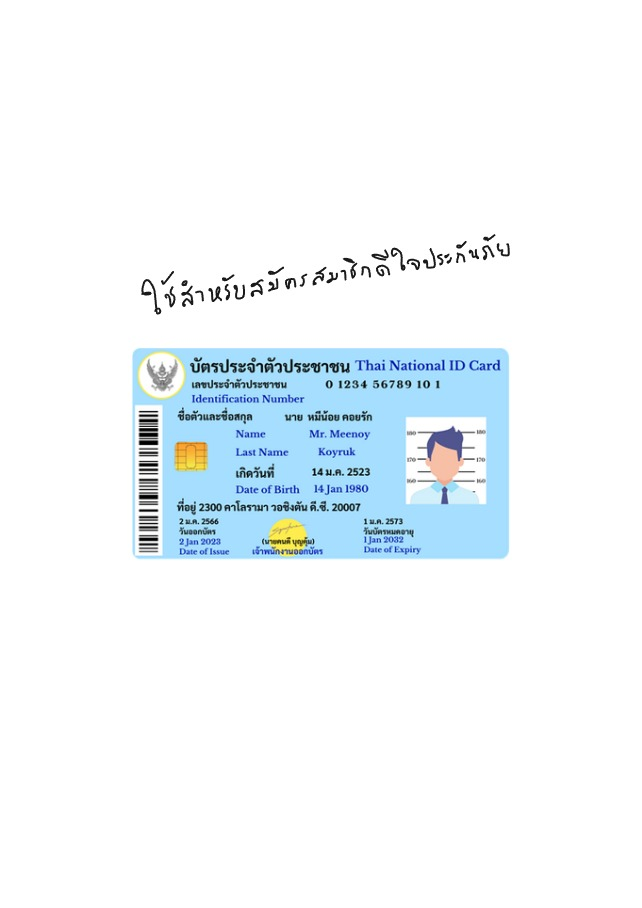 ใช้สำหรับสมัครสมาชิกดีใจประกันภัย
บัตรประจำตัวประชาชน Thai National ID Card
เลขประจำตัวประชาชน 0 1234 56789 10 1
Identification Number
ชื่อตัวและชื่อสกุล นาย หมีน้อย คอยรัก
Name Mr. Meenoy
Last Name Koyruk
เกิดวันที่ 14 ม.ค. 2523
Date of Birth 14 Jan 1980
180 180
170 170
160 160
ที่อยู่ 2300 คาโลรามา วอชิงตัน ดี.ซี. 20007
2 ม.ค. 2566 1 ม.ค. 2573
วันออกบัตร วันบัตรหมดอายุ
2 Jan 2023 (นายคนดี บุญคุ้ม) 1 Jan 2032
Date of Issue เจ้าพนักงานออกบัตร Date of Expiry